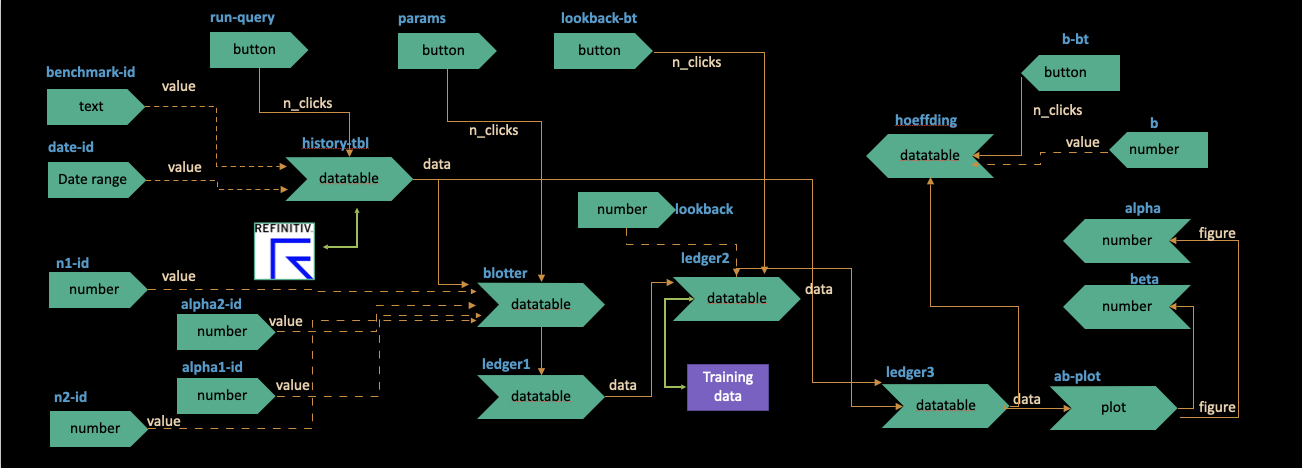 run-query
params
lookback-bt
button
button
button
b-bt
n_clicks
benchmark-id
value
button
text
n_clicks
n_clicks
hoeffding
b
n_clicks
history-tbl
date-id
value
data
datatable
value
number
Date range
datatable
number
lookback
alpha
REFINITIV
number
figure
n1-id
value
blotter
ledger2
beta
number
datatable
datatable
data
number
alpha2-id
number
value
ledger1
alpha1-id
data
Training
data
ledger3
ab-plot
number
value
datatable
datatable
data
plot
figure
n2-id
number
value